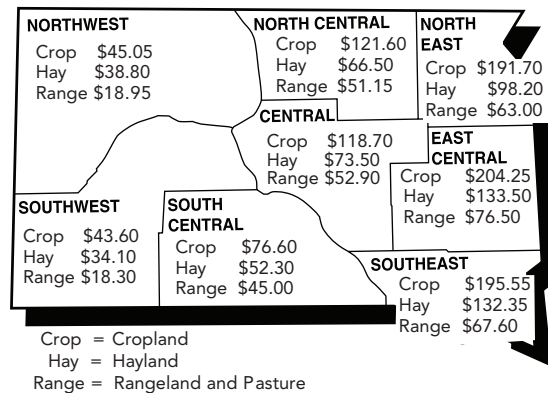 NORTHWEST
Crop $45.05
Hay $38.80
Range $18.95
NORTH CENTRAL
Crop $121.60
Hay $66.50
Range $51.15
NORTH
EAST
Crop $191.70
Hay $98.20
Range $63.00
CENTRAL
Crop $118.70
Hay $73.50
Range $52.90
EAST
CENTRAL
Crop $204.25
Hay $133.50
Range $76.50
SOUTHWEST
Crop $43.60
Hay $34.10
Range $18.30
SOUTH
CENTRAL
Crop $76.60
Hay $52.30
Range $45.00
SOUTHEAST
Crop $195.55
Hay $132.35
Range $67.60
Crop = Cropland
Hay = Hayland
Range = Rangeland and Pasture